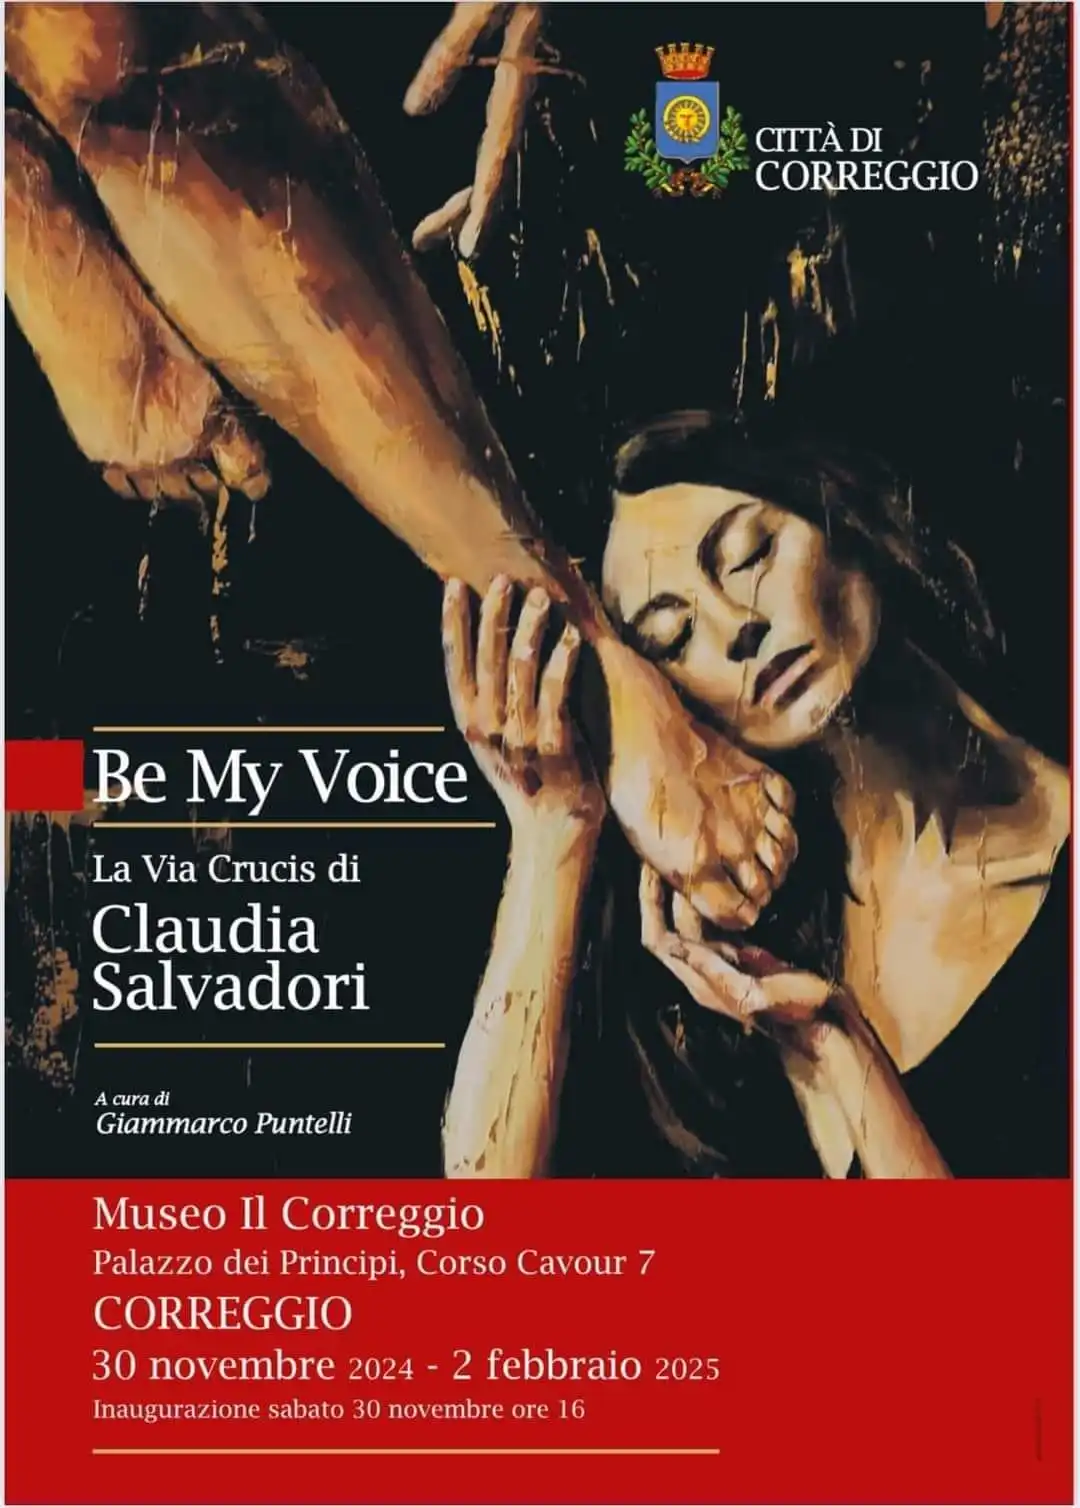 CITTÀ DI
CORREGGIO
Be My Voice
La Via Crucis di
Claudia
Salvadori
A cura di
Giammarco Puntelli
Museo Il Correggio
Palazzo dei Principi, Corso Cavour 7
CORREGGIO
30 novembre 2024 - 2 febbraio 2025
Inaugurazione sabato 30 novembre ore 16